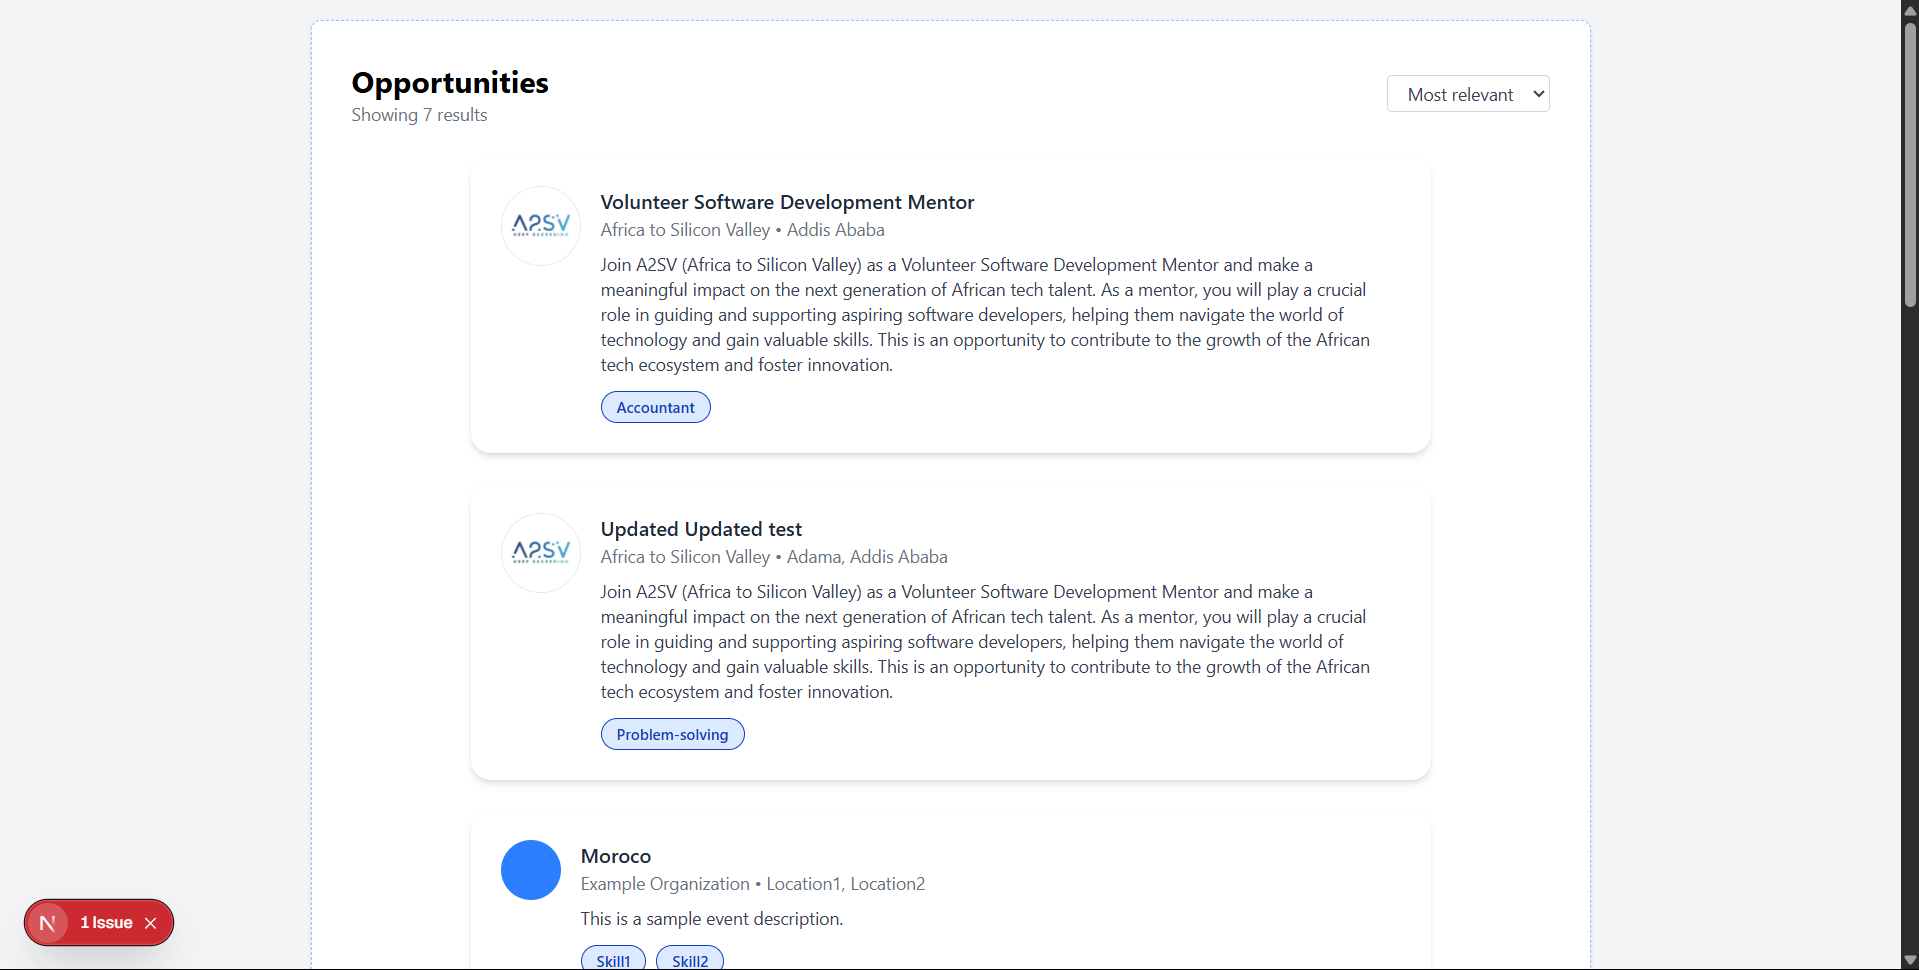 Opportunities
Showing 7 results
Most relevant
A2SV
Volunteer Software Development Mentor
Africa to Silicon Valley • Addis Ababa
Join A2SV (Africa to Silicon Valley) as a Volunteer Software Development Mentor and make a
meaningful impact on the next generation of African tech talent. As a mentor, you will play a crucial
role in guiding and supporting aspiring software developers, helping them navigate the world of
technology and gain valuable skills. This is an opportunity to contribute to the growth of the African
tech ecosystem and foster innovation.
Accountant
A2SV
Updated Updated test
Africa to Silicon Valley • Adama, Addis Ababa
Join A2SV (Africa to Silicon Valley) as a Volunteer Software Development Mentor and make a
meaningful impact on the next generation of African tech talent. As a mentor, you will play a crucial
role in guiding and supporting aspiring software developers, helping them navigate the world of
technology and gain valuable skills. This is an opportunity to contribute to the growth of the African
tech ecosystem and foster innovation.
Problem-solving
Moroco
Example Organization • Location1, Location2
This is a sample event description.
Skill1 Skill2
N 1 Issue